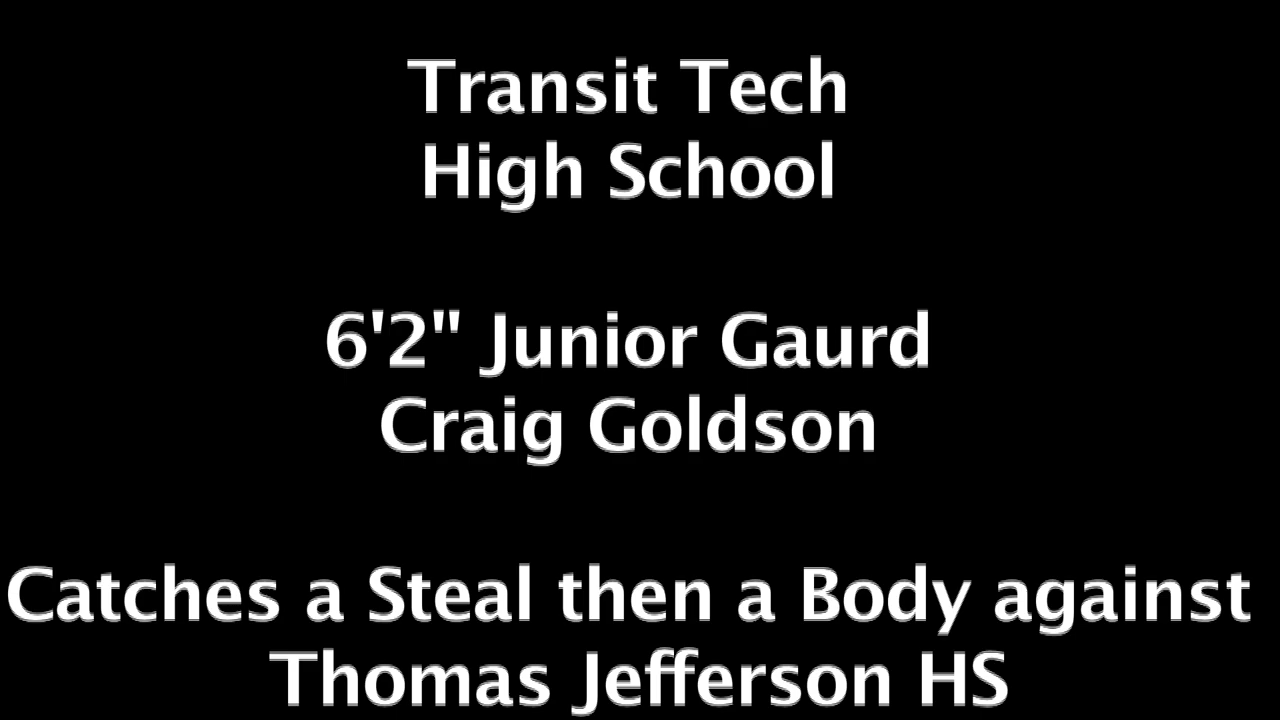 Transit Tech
High School
6'2" Junior Gaurd
Craig Goldson
Catches a Steal then a Body against
Thomas Jefferson HS